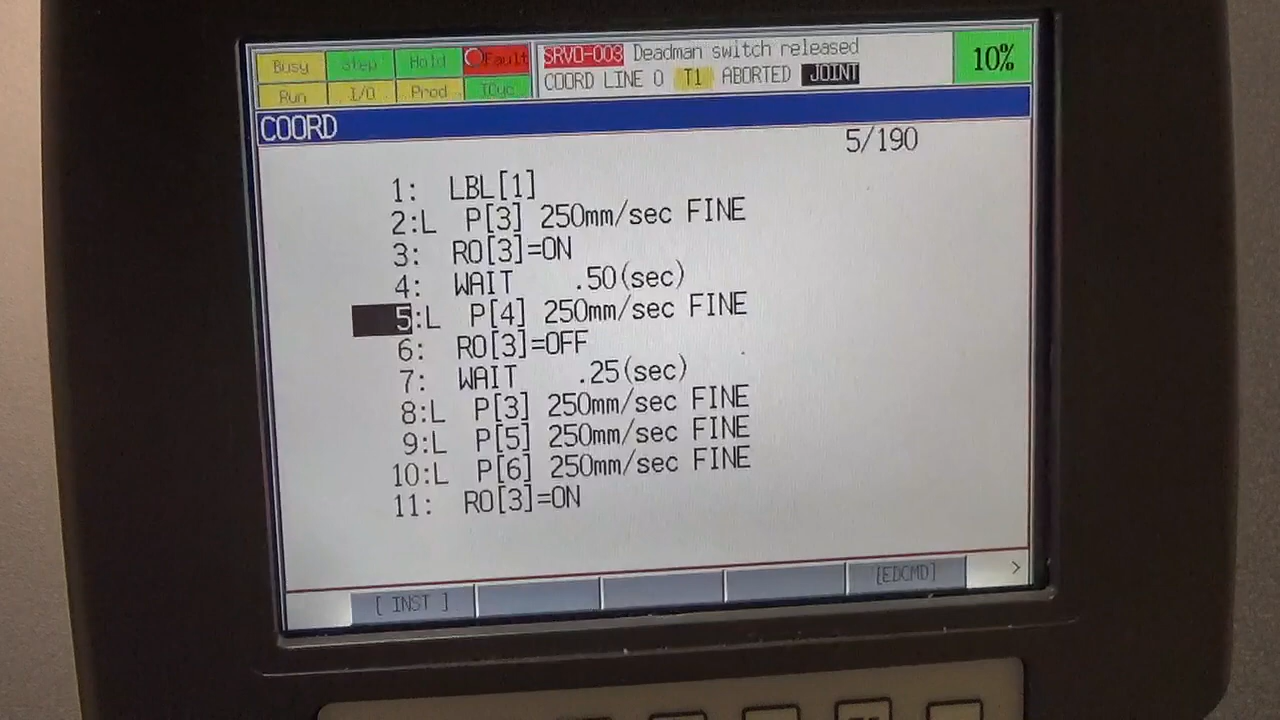 Busy Step Hold Fault SRVO-003 Deadman switch released 10%
Run I/O Prod TCyc COORD LINE 0 T1 ABORTED JOINT
COORD
5/190
1: LBL[1]
2:L P[3] 250mm/sec FINE
3: RO[3]=ON
4: WAIT .50(sec)
5:L P[4] 250mm/sec FINE
6: RO[3]=OFF
7: WAIT .25(sec)
8:L P[3] 250mm/sec FINE
9:L P[5] 250mm/sec FINE
10:L P[6] 250mm/sec FINE
11: RO[3]=ON
[ INST ] [EDCMD] >